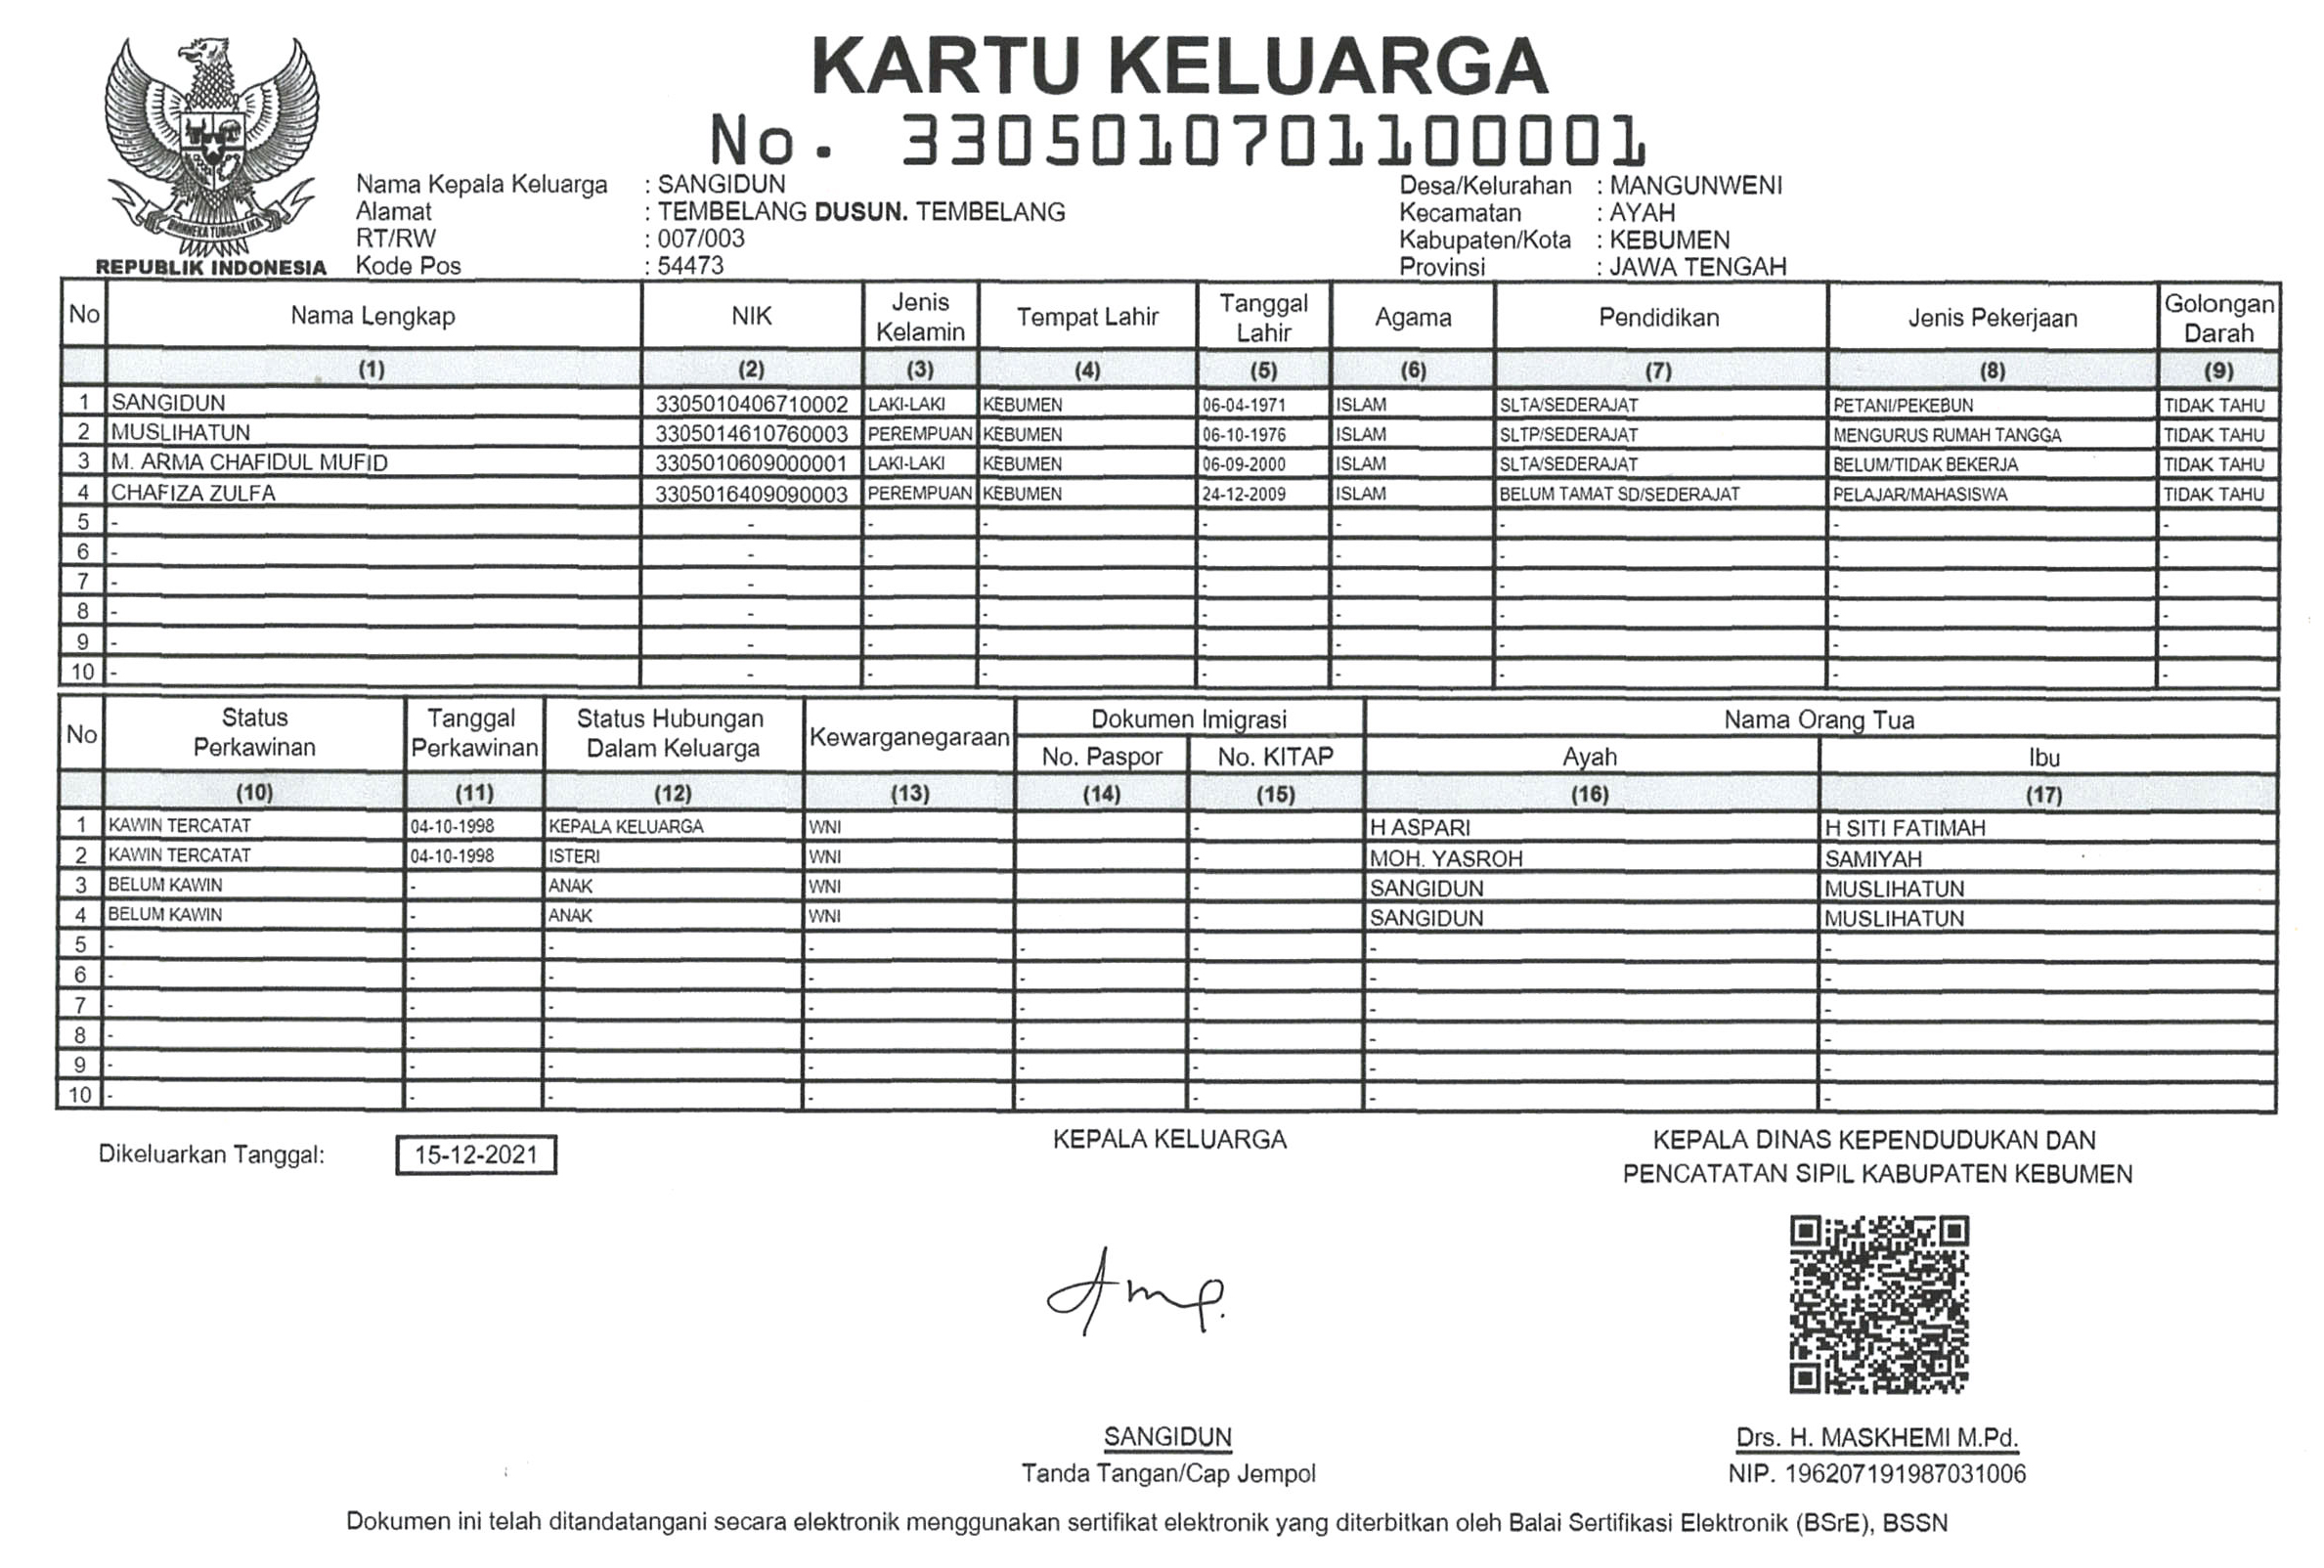 KARTU KELUARGA
No. 3305010701100001
BHINNEKA TUNGGAL IKA
REPUBLIK INDONESIA
Nama Kepala Keluarga : SANGIDUN
Alamat : TEMBELANG DUSUN. TEMBELANG
RT/RW : 007/003
Kode Pos : 54473
Desa/Kelurahan : MANGUNWENI
Kecamatan : AYAH
Kabupaten/Kota : KEBUMEN
Provinsi : JAWA TENGAH
No Nama Lengkap NIK Jenis Kelamin Tempat Lahir Tanggal Lahir Agama Pendidikan Jenis Pekerjaan Golongan Darah
(1) (2) (3) (4) (5) (6) (7) (8) (9)
1 SANGIDUN 3305010406710002 LAKI-LAKI KEBUMEN 06-04-1971 ISLAM SLTA/SEDERAJAT PETANI/PEKEBUN TIDAK TAHU
2 MUSLIHATUN 3305014610760003 PEREMPUAN KEBUMEN 06-10-1976 ISLAM SLTP/SEDERAJAT MENGURUS RUMAH TANGGA TIDAK TAHU
3 M. ARMA CHAFIDUL MUFID 3305010609000001 LAKI-LAKI KEBUMEN 06-09-2000 ISLAM SLTA/SEDERAJAT BELUM/TIDAK BEKERJA TIDAK TAHU
4 CHAFIZA ZULFA 3305016409090003 PEREMPUAN KEBUMEN 24-12-2009 ISLAM BELUM TAMAT SD/SEDERAJAT PELAJAR/MAHASISWA TIDAK TAHU
5 - - - - - - - - -
6 - - - - - - - - -
7 - - - - - - - - -
8 - - - - - - - - -
9 - - - - - - - - -
10 - - - - - - - - -
No Status Perkawinan Tanggal Perkawinan Status Hubungan Dalam Keluarga Kewarganegaraan Dokumen Imigrasi Nama Orang Tua
No. Paspor No. KITAP Ayah Ibu
(10) (11) (12) (13) (14) (15) (16) (17)
1 KAWIN TERCATAT 04-10-1998 KEPALA KELUARGA WNI - H ASPARI H SITI FATIMAH
2 KAWIN TERCATAT 04-10-1998 ISTERI WNI - MOH. YASROH SAMIYAH
3 BELUM KAWIN - ANAK WNI - SANGIDUN MUSLIHATUN
4 BELUM KAWIN - ANAK WNI - SANGIDUN MUSLIHATUN
5 - - - - - - - -
6 - - - - - - - -
7 - - - - - - - -
8 - - - - - - - -
9 - - - - - - - -
10 - - - - - - - -
Dikeluarkan Tanggal: 15-12-2021
KEPALA KELUARGA
KEPALA DINAS KEPENDUDUKAN DAN
PENCATATAN SIPIL KABUPATEN KEBUMEN
SANGIDUN
Tanda Tangan/Cap Jempol
Drs. H. MASKHEMI M.Pd.
NIP. 196207191987031006
Dokumen ini telah ditandatangani secara elektronik menggunakan sertifikat elektronik yang diterbitkan oleh Balai Sertifikasi Elektronik (BSrE), BSSN